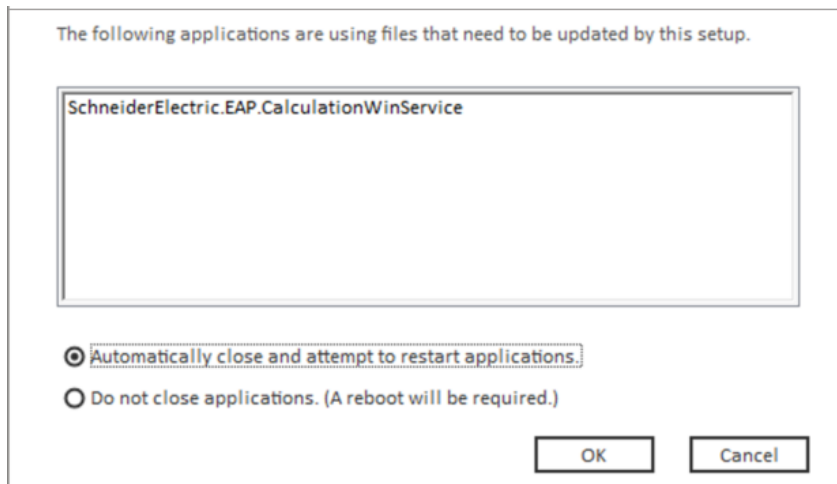 The following applications are using files that need to be updated by this setup.
SchneiderElectric.EAP.CalculationWinService
Automatically close and attempt to restart applications.
Do not close applications. (A reboot will be required.)
OK
Cancel